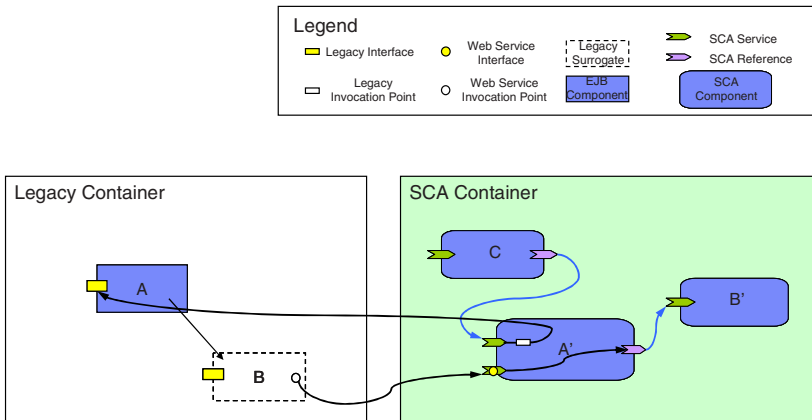 Legend
Legacy Interface
Web Service
Interface
Legacy
Surrogate
SCA Service
SCA Reference
Legacy
Invocation Point
Web Service
Invocation Point
EJB
Component
SCA
Component
Legacy Container
SCA Container
C
A
B'
A'
B